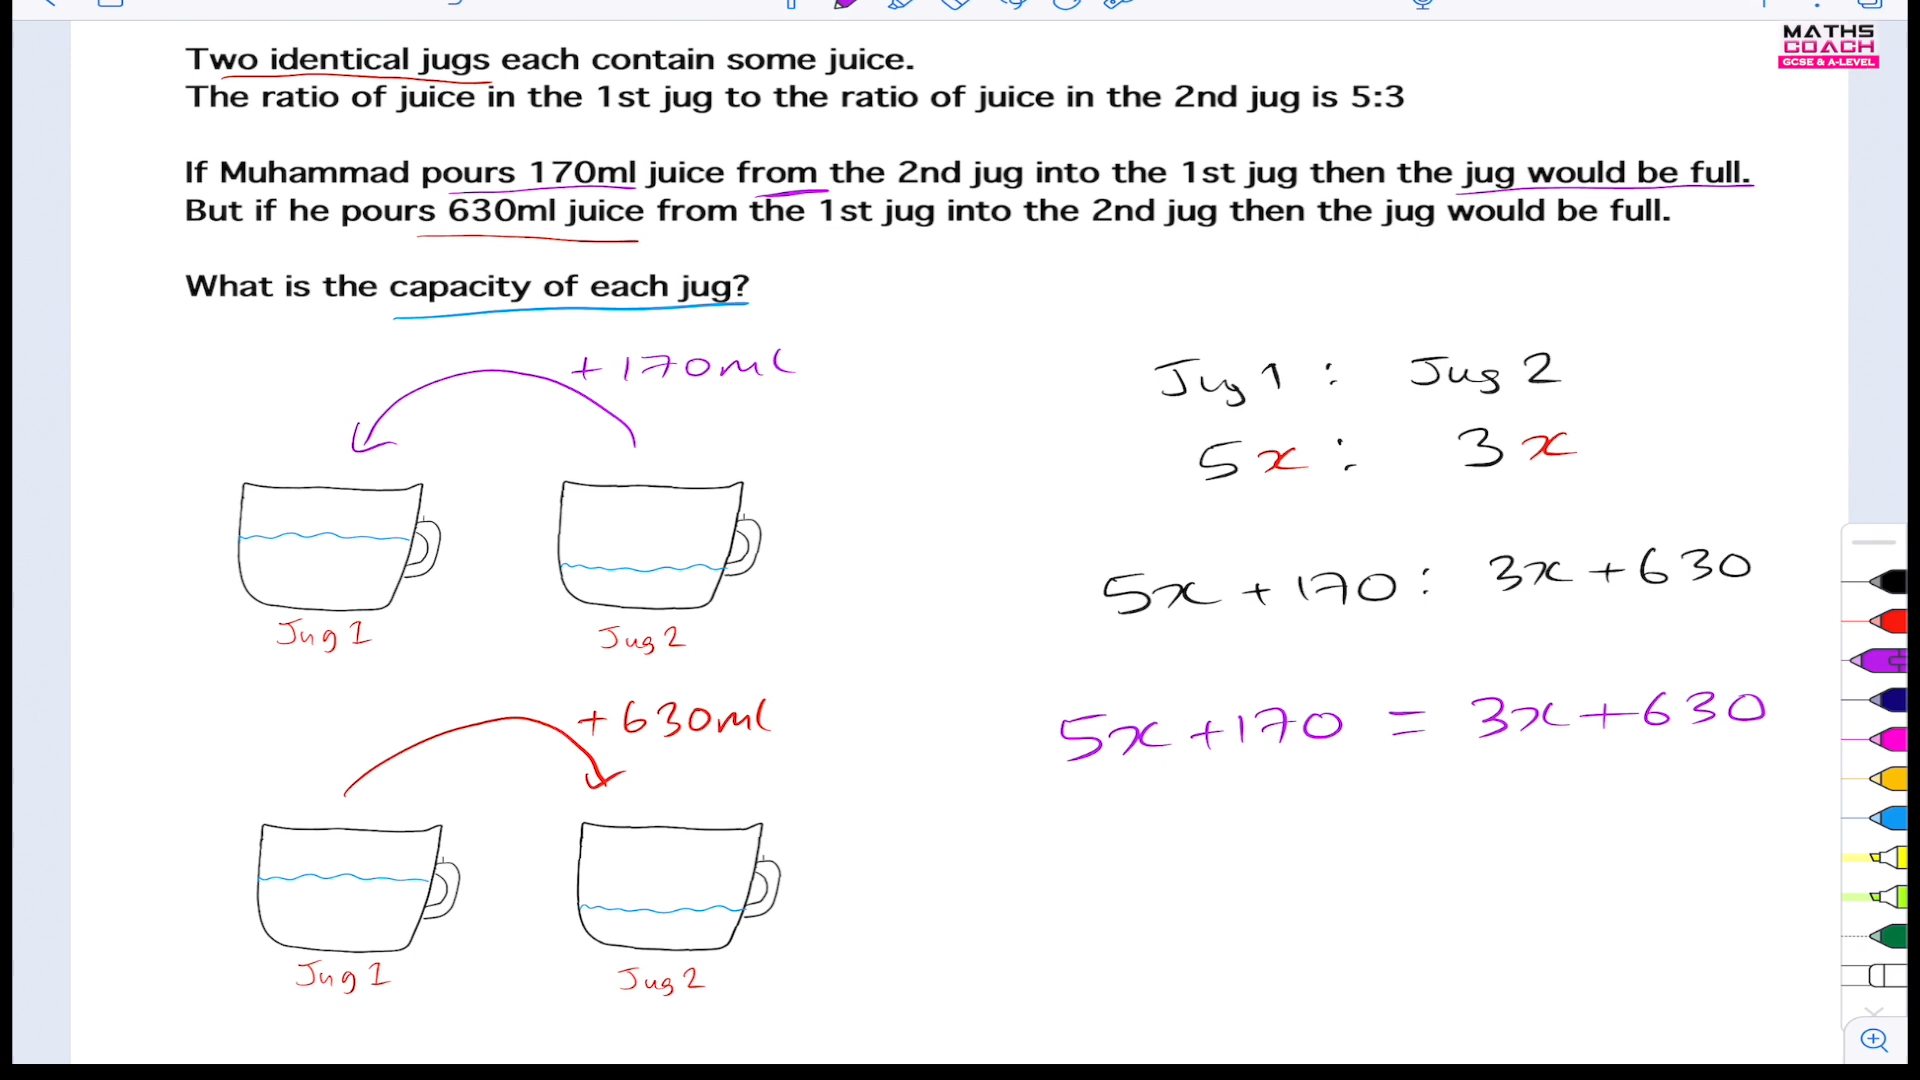 MATHS
COACH
GCSE & A-LEVEL
Two identical jugs each contain some juice.
The ratio of juice in the 1st jug to the ratio of juice in the 2nd jug is 5:3
If Muhammad pours 170ml juice from the 2nd jug into the 1st jug then the jug would be full.
But if he pours 630ml juice from the 1st jug into the 2nd jug then the jug would be full.
What is the capacity of each jug?
+170ml
Jug 1
Jug 2
+630ml
Jug 1
Jug 2
Jug 1 : Jug 2
5x : 3x
5x + 170 : 3x + 630
5x + 170 = 3x + 630